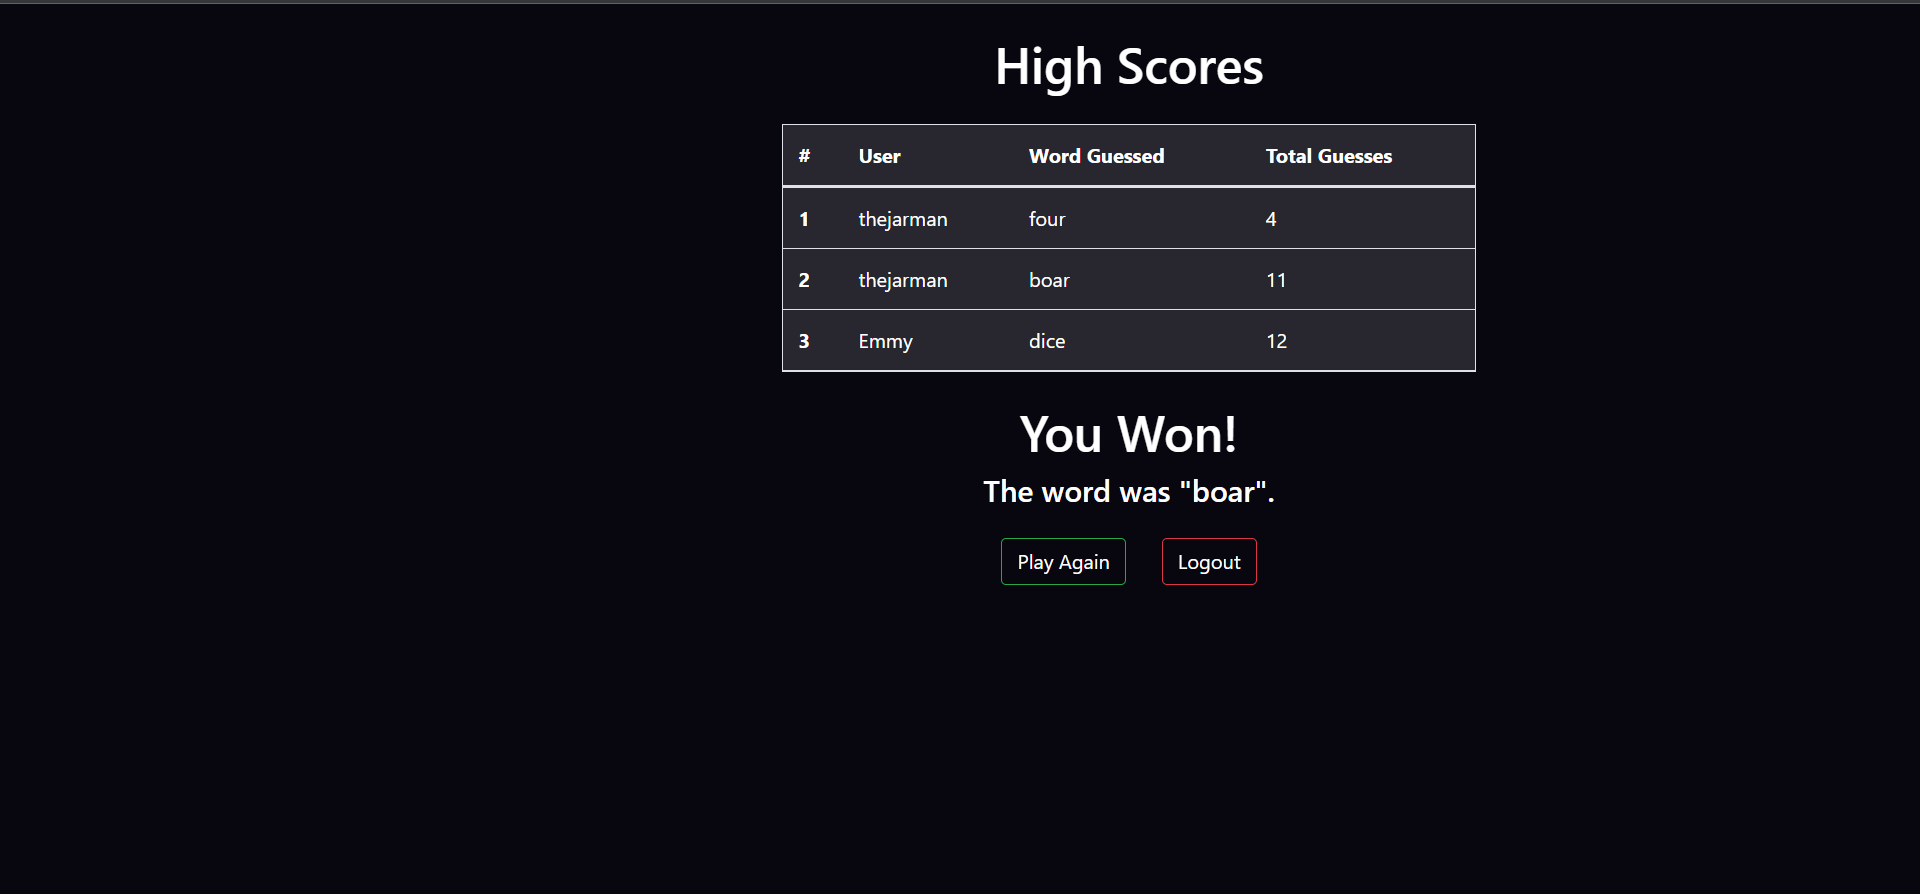 High Scores
# User Word Guessed Total Guesses
1 thejarman four 4
2 thejarman boar 11
3 Emmy dice 12
You Won!
The word was "boar".
Play Again Logout